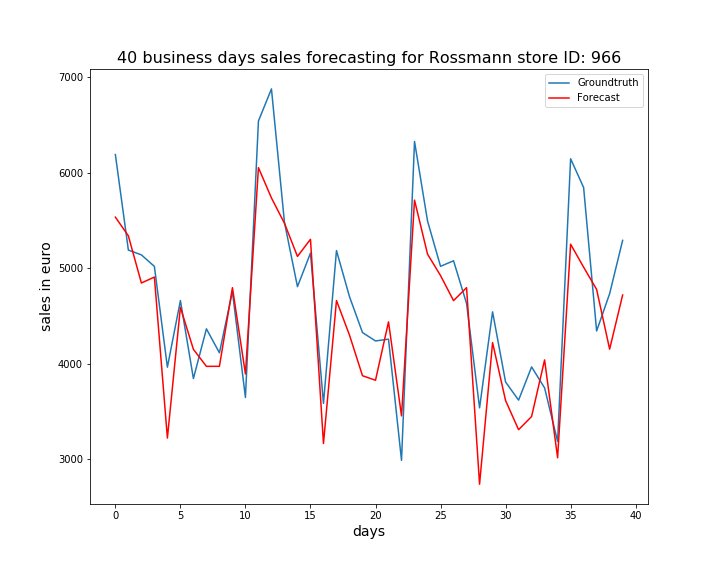 40 business days sales forecasting for Rossmann store ID: 966
Groundtruth
Forecast
7000
6000
5000
4000
3000
sales in euro
0 5 10 15 20 25 30 35 40
days